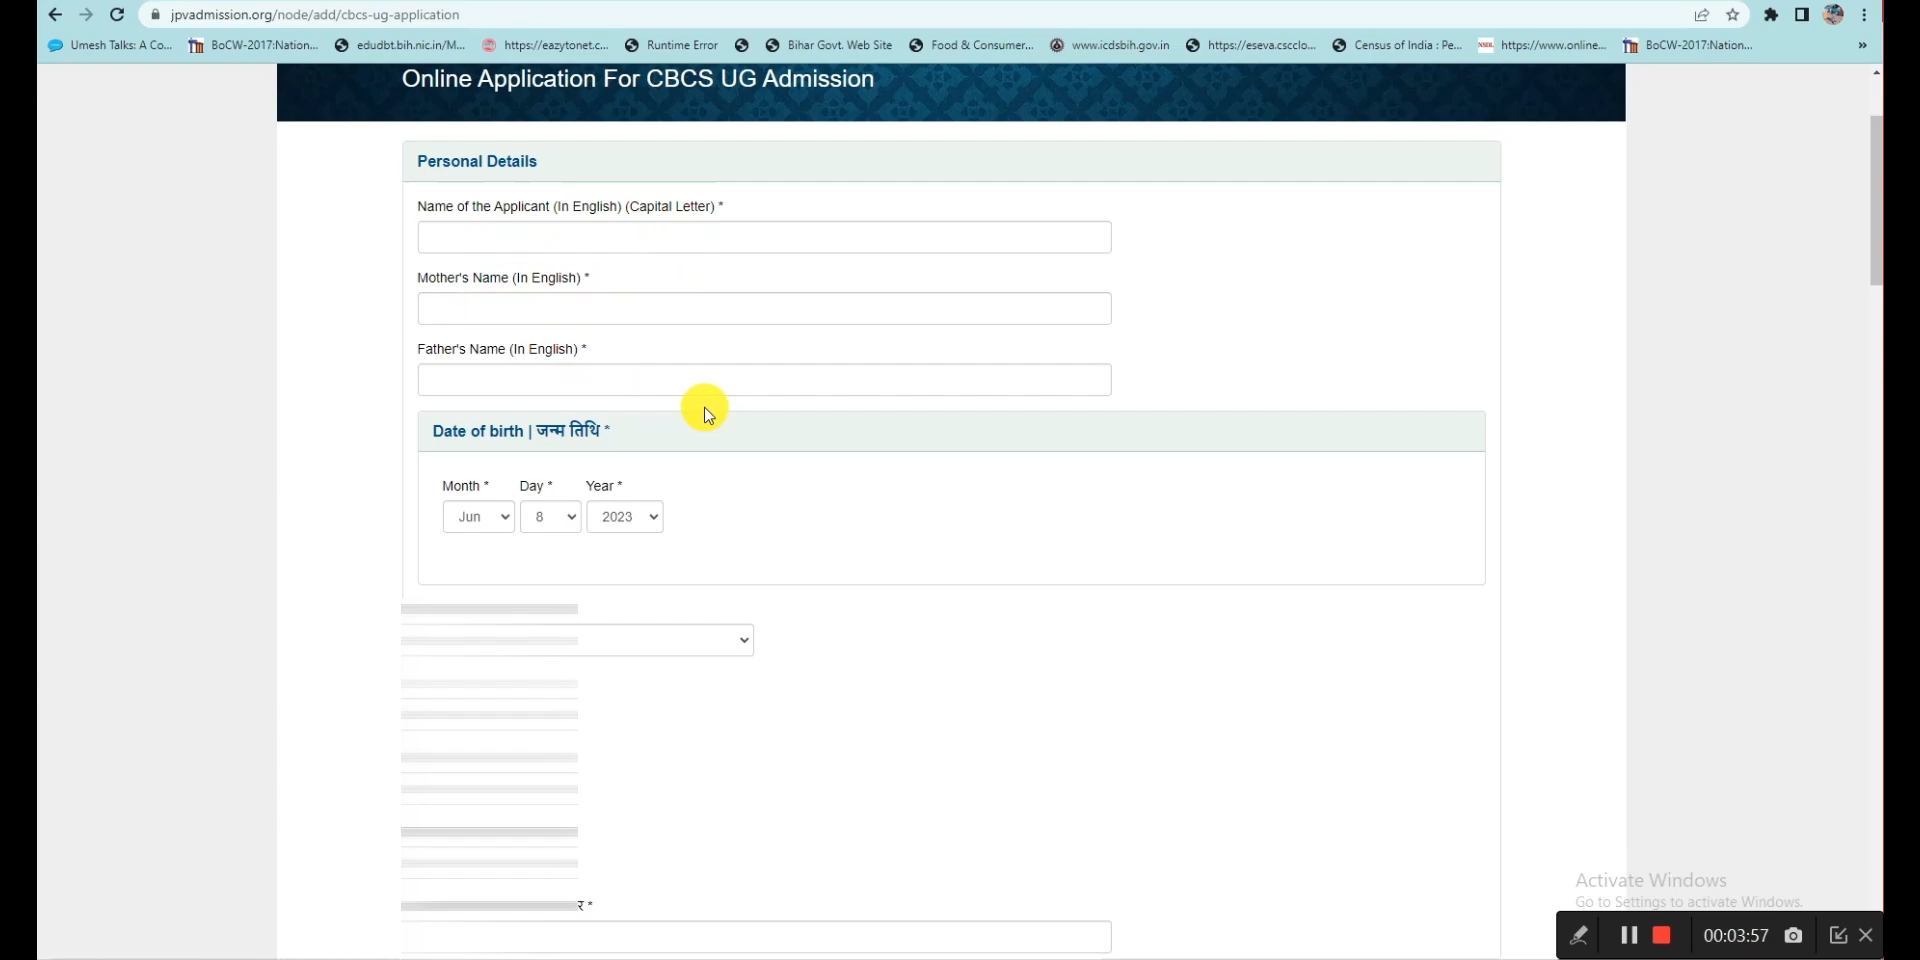 jpvadmission.org/node/add/cbcs-ug-application
Umesh Talks: A Co... BoCW-2017:Nation... edudbt.bih.nic.in/M... https://eazytonet.c... Runtime Error Bihar Govt. Web Site Food & Consumer... www.icdsbih.gov.in https://eseva.cscclo... Census of India : Pe... NSDL https://www.online... BoCW-2017:Nation... »
Online Application For CBCS UG Admission
Personal Details
Name of the Applicant (In English) (Capital Letter) *
Mother's Name (In English) *
Father's Name (In English) *
Date of birth | जन्म तिथि *
Month * Day * Year *
Jun 8 2023
र *
Activate Windows
Go to Settings to activate Windows.
00:03:57